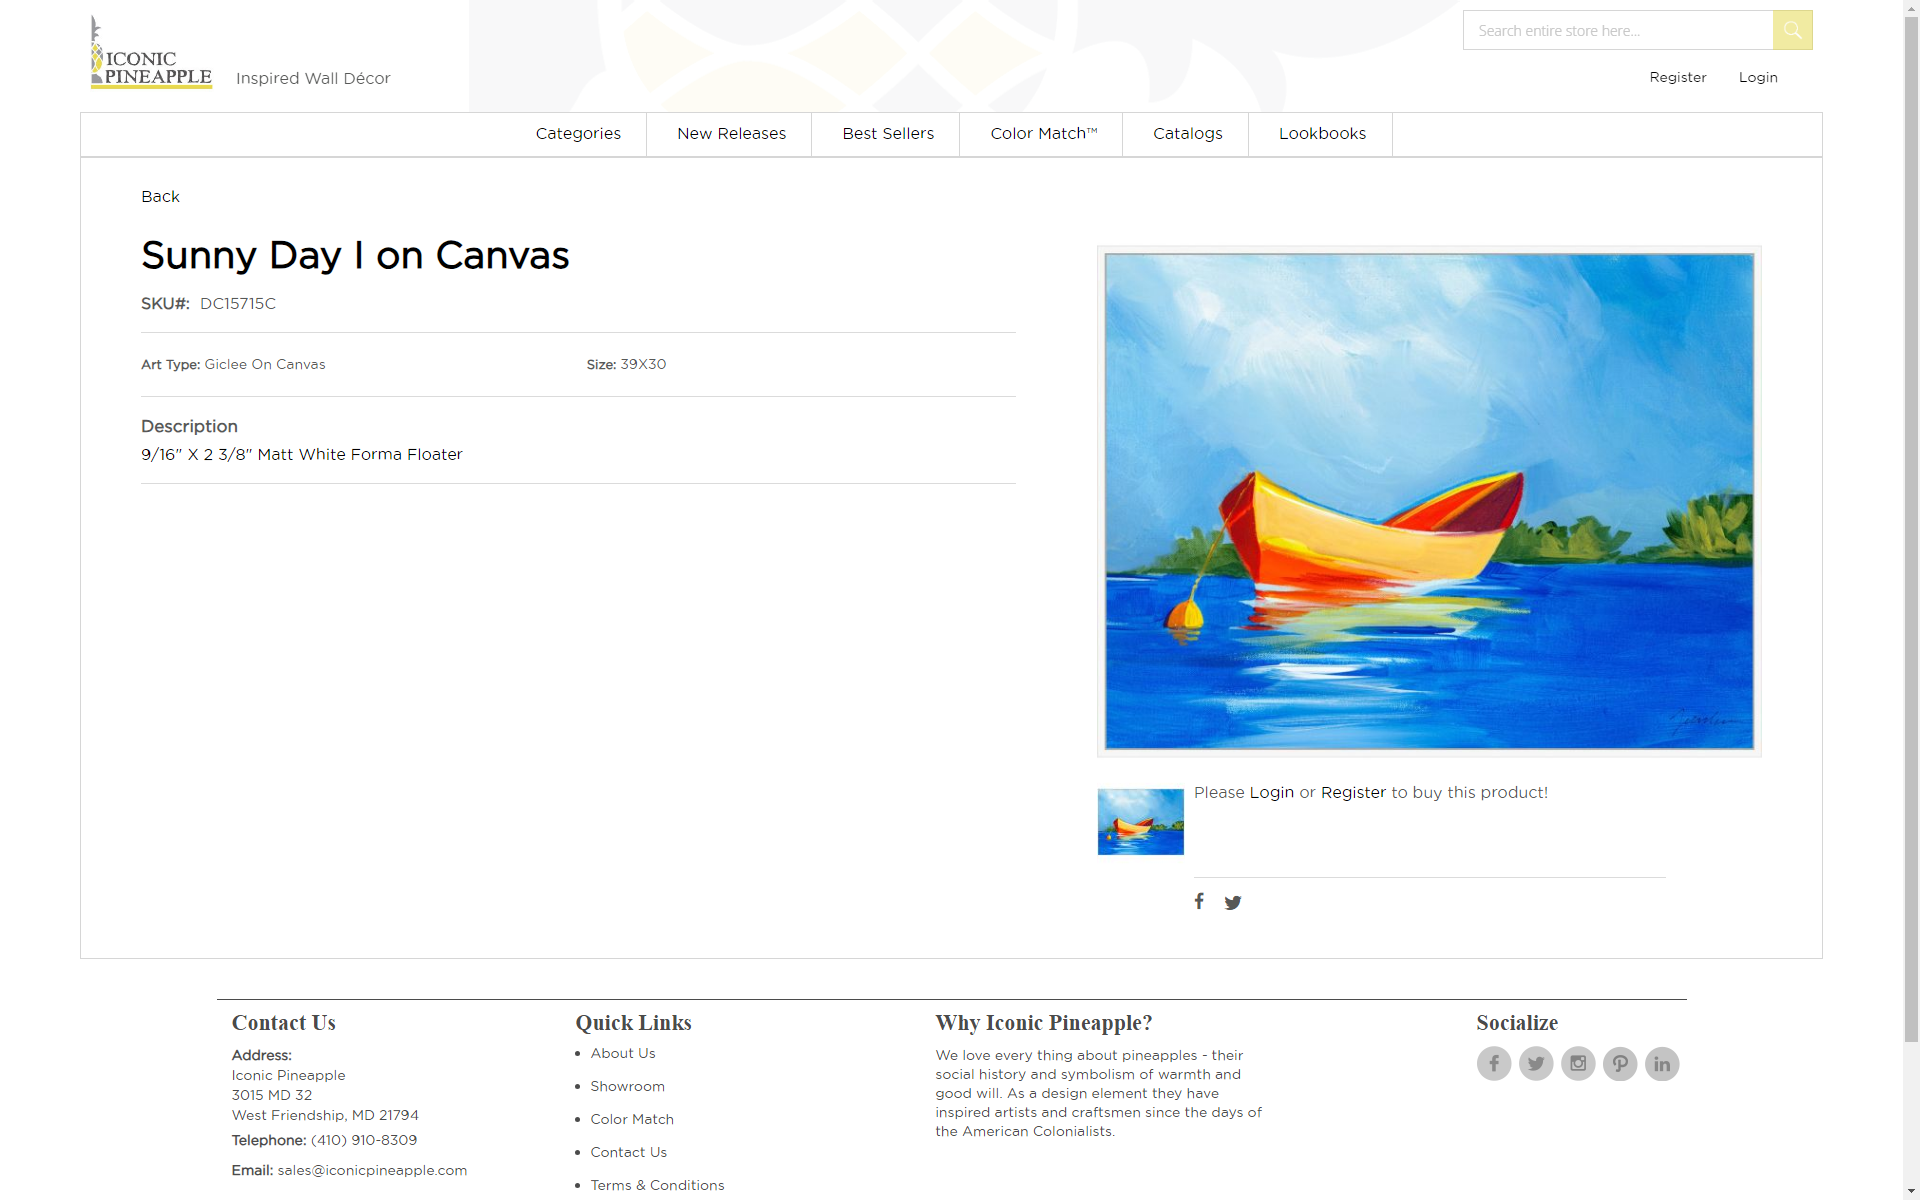 ICONIC
PINEAPPLE
Inspired Wall Décor
Search entire store here...
Register
Login
Categories
New Releases
Best Sellers
Color Match™
Catalogs
Lookbooks
Back
Sunny Day I on Canvas
SKU#: DC15715C
Art Type: Giclee On Canvas
Size: 39X30
Description
9/16" X 2 3/8" Matt White Forma Floater
Please Login or Register to buy this product!
Contact Us
Address:
Iconic Pineapple
3015 MD 32
West Friendship, MD 21794
Telephone: (410) 910-8309
Email: sales@iconicpineapple.com
Quick Links
About Us
Showroom
Color Match
Contact Us
Terms & Conditions
Why Iconic Pineapple?
We love every thing about pineapples - their
social history and symbolism of warmth and
good will. As a design element they have
inspired artists and craftsmen since the days of
the American Colonialists.
Socialize